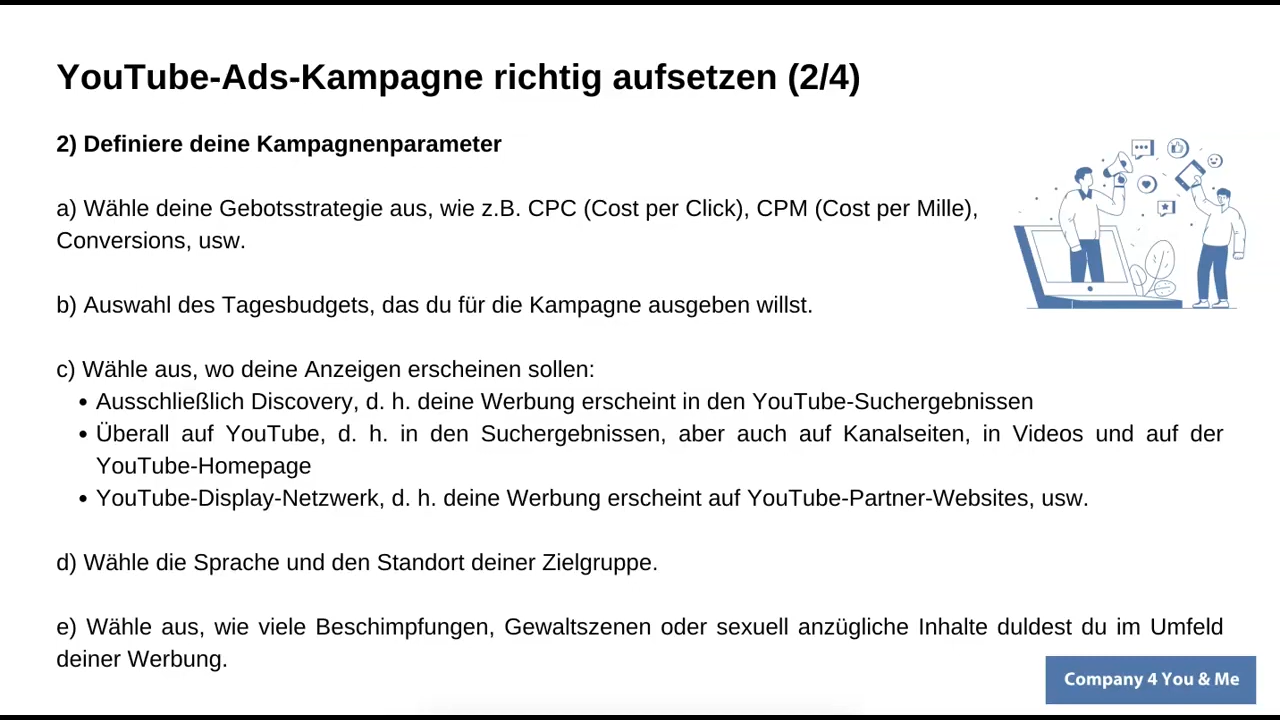 YouTube-Ads-Kampagne richtig aufsetzen (2/4)
2) Definiere deine Kampagnenparameter
a) Wähle deine Gebotsstrategie aus, wie z.B. CPC (Cost per Click), CPM (Cost per Mille),
Conversions, usw.
b) Auswahl des Tagesbudgets, das du für die Kampagne ausgeben willst.
c) Wähle aus, wo deine Anzeigen erscheinen sollen:
• Ausschließlich Discovery, d. h. deine Werbung erscheint in den YouTube-Suchergebnissen
• Überall auf YouTube, d. h. in den Suchergebnissen, aber auch auf Kanalseiten, in Videos und auf der
YouTube-Homepage
• YouTube-Display-Netzwerk, d. h. deine Werbung erscheint auf YouTube-Partner-Websites, usw.
d) Wähle die Sprache und den Standort deiner Zielgruppe.
e) Wähle aus, wie viele Beschimpfungen, Gewaltszenen oder sexuell anzügliche Inhalte duldest du im Umfeld
deiner Werbung.
Company 4 You & Me